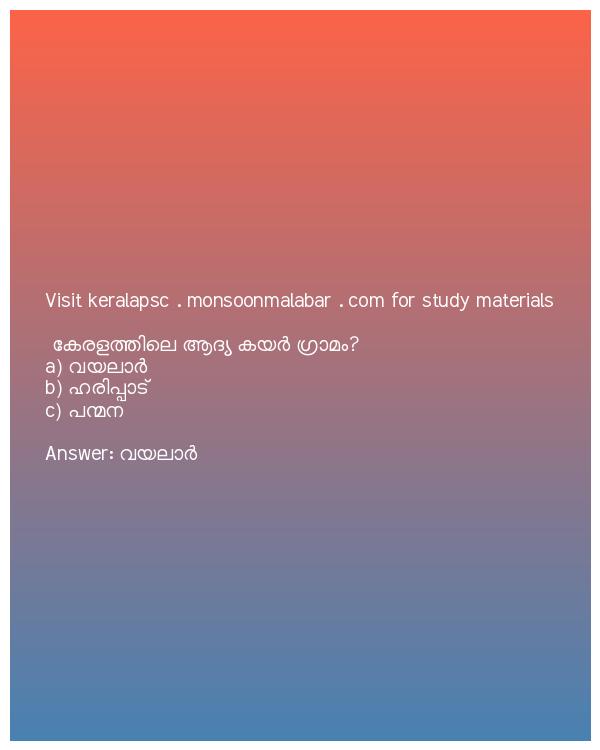 Visit keralapsc . monsoonmalabar . com for study materials
കേരളത്തിലെ ആദ്യ കയർ ഗ്രാമം?
a) വയലാർ
b) ഹരിപ്പാട്
c) പന്മന
Answer: വയലാർ